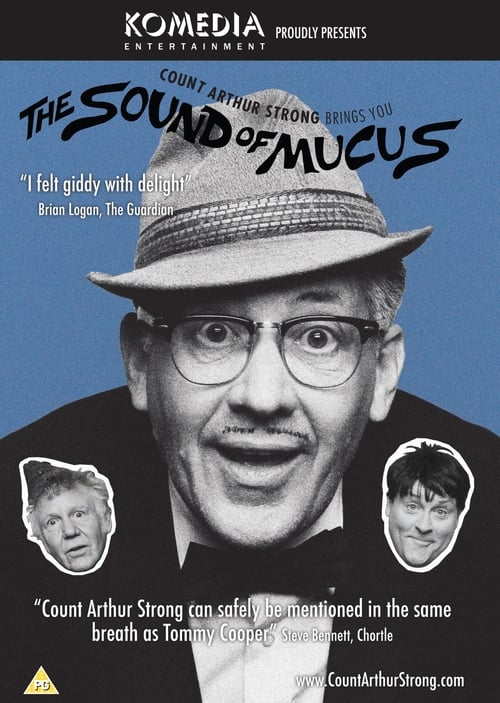 KOMEDIA
ENTERTAINMENT
PROUDLY PRESENTS
COUNT ARTHUR STRONG BRINGS YOU
THE SOUND OF MUCUS
“I felt giddy with delight”
Brian Logan, The Guardian
“Count Arthur Strong can safely be mentioned in the same
breath as Tommy Cooper” Steve Bennett, Chortle
PG
www.CountArthurStrong.com